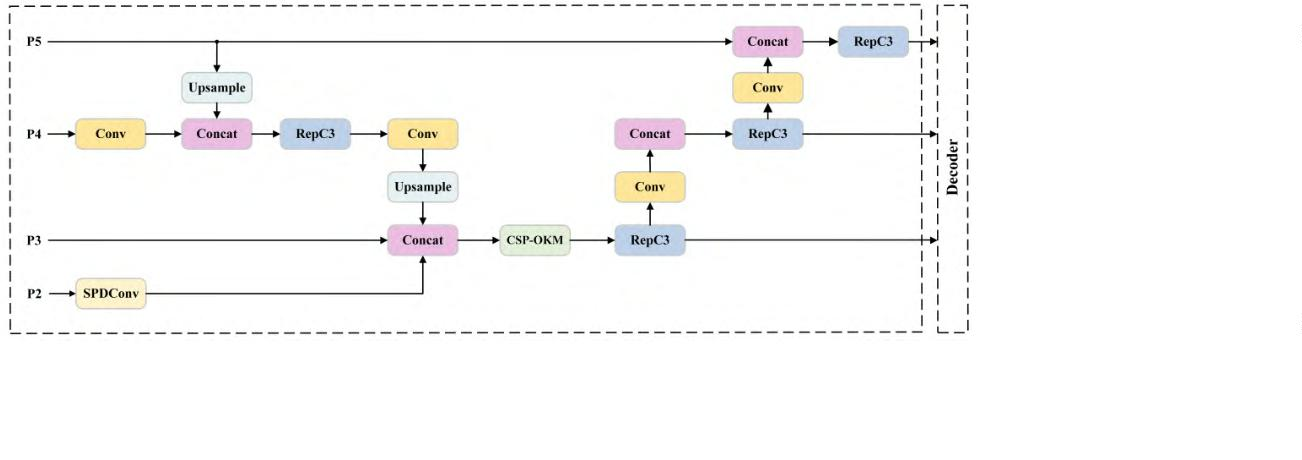 P5 Concat RepC3
Upsample Conv
P4 Conv Concat RepC3 Conv Concat RepC3
Decoder
Upsample Conv
P3 Concat CSP-OKM RepC3
P2 SPDConv